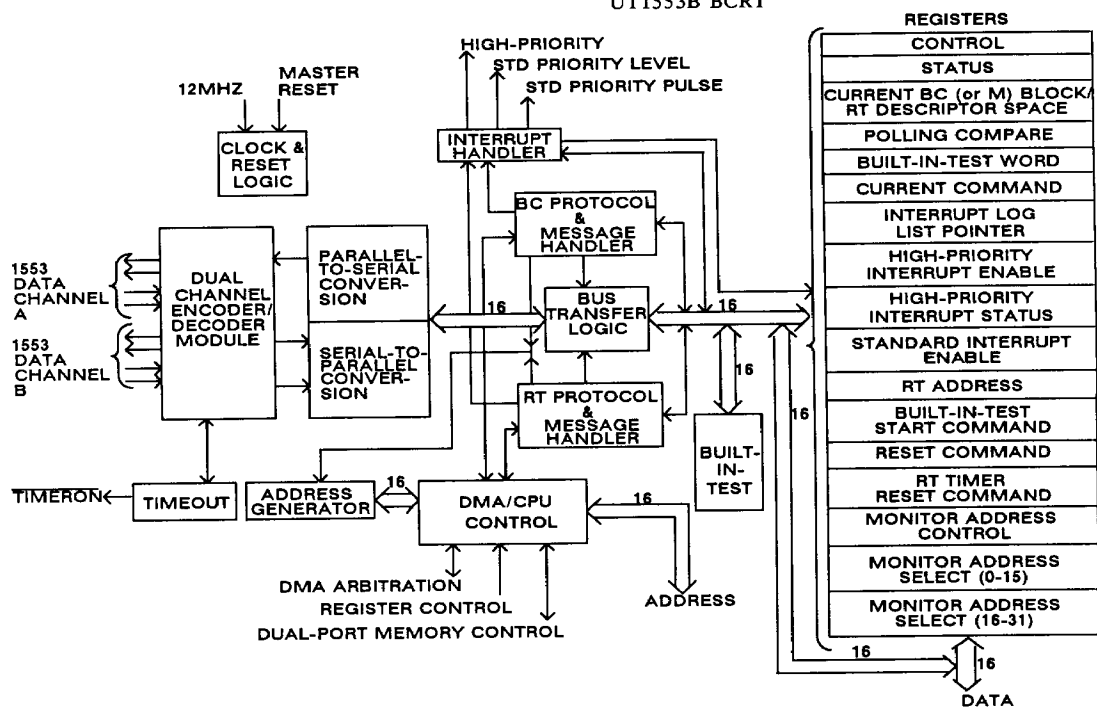 UT1553B BCRT
REGISTERS
CONTROL
STATUS
CURRENT BC (or M) BLOCK/
RT DESCRIPTOR SPACE
POLLING COMPARE
BUILT-IN-TEST WORD
CURRENT COMMAND
INTERRUPT LOG
LIST POINTER
HIGH-PRIORITY
INTERRUPT ENABLE
HIGH-PRIORITY
INTERRUPT STATUS
STANDARD INTERRUPT
ENABLE
RT ADDRESS
BUILT-IN-TEST
START COMMAND
RESET COMMAND
RT TIMER
RESET COMMAND
MONITOR ADDRESS
CONTROL
MONITOR ADDRESS
SELECT (0-15)
MONITOR ADDRESS
SELECT (16-31)
HIGH-PRIORITY
STD PRIORITY LEVEL
STD PRIORITY PULSE
12MHZ
MASTER
RESET
CLOCK &
RESET
LOGIC
INTERRUPT
HANDLER
BC PROTOCOL
&
MESSAGE
HANDLER
1553
DATA
CHANNEL
A
1553
DATA
CHANNEL
B
DUAL
CHANNEL
ENCODER/
DECODER
MODULE
PARALLEL-
TO-SERIAL
CONVER-
SION
SERIAL-TO-
PARALLEL
CONVER-
SION
16
BUS
TRANSFER
LOGIC
16
RT PROTOCOL
&
MESSAGE
HANDLER
16
BUILT-
IN-
TEST
16
TIMERON
TIMEOUT
ADDRESS
GENERATOR
16
DMA/CPU
CONTROL
16
ADDRESS
DMA ARBITRATION
REGISTER CONTROL
DUAL-PORT MEMORY CONTROL
16
16
DATA